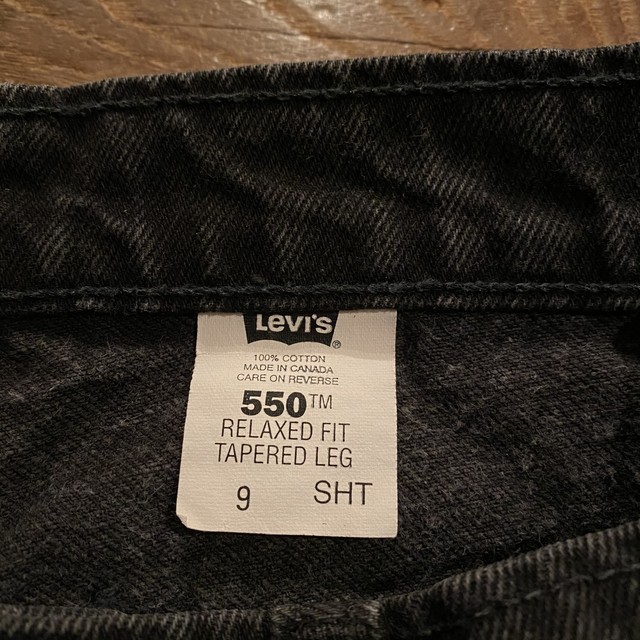 Levi's®
100% COTTON
MADE IN CANADA
CARE ON REVERSE
550™
RELAXED FIT
TAPERED LEG
9 SHT